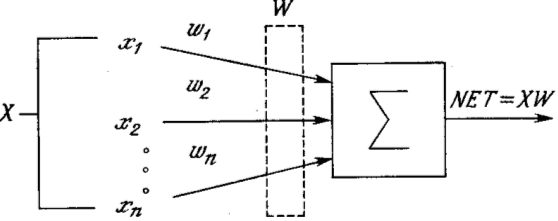 W
x₁ w₁
w₂
X Σ NET=XW
x₂
wₙ
xₙ